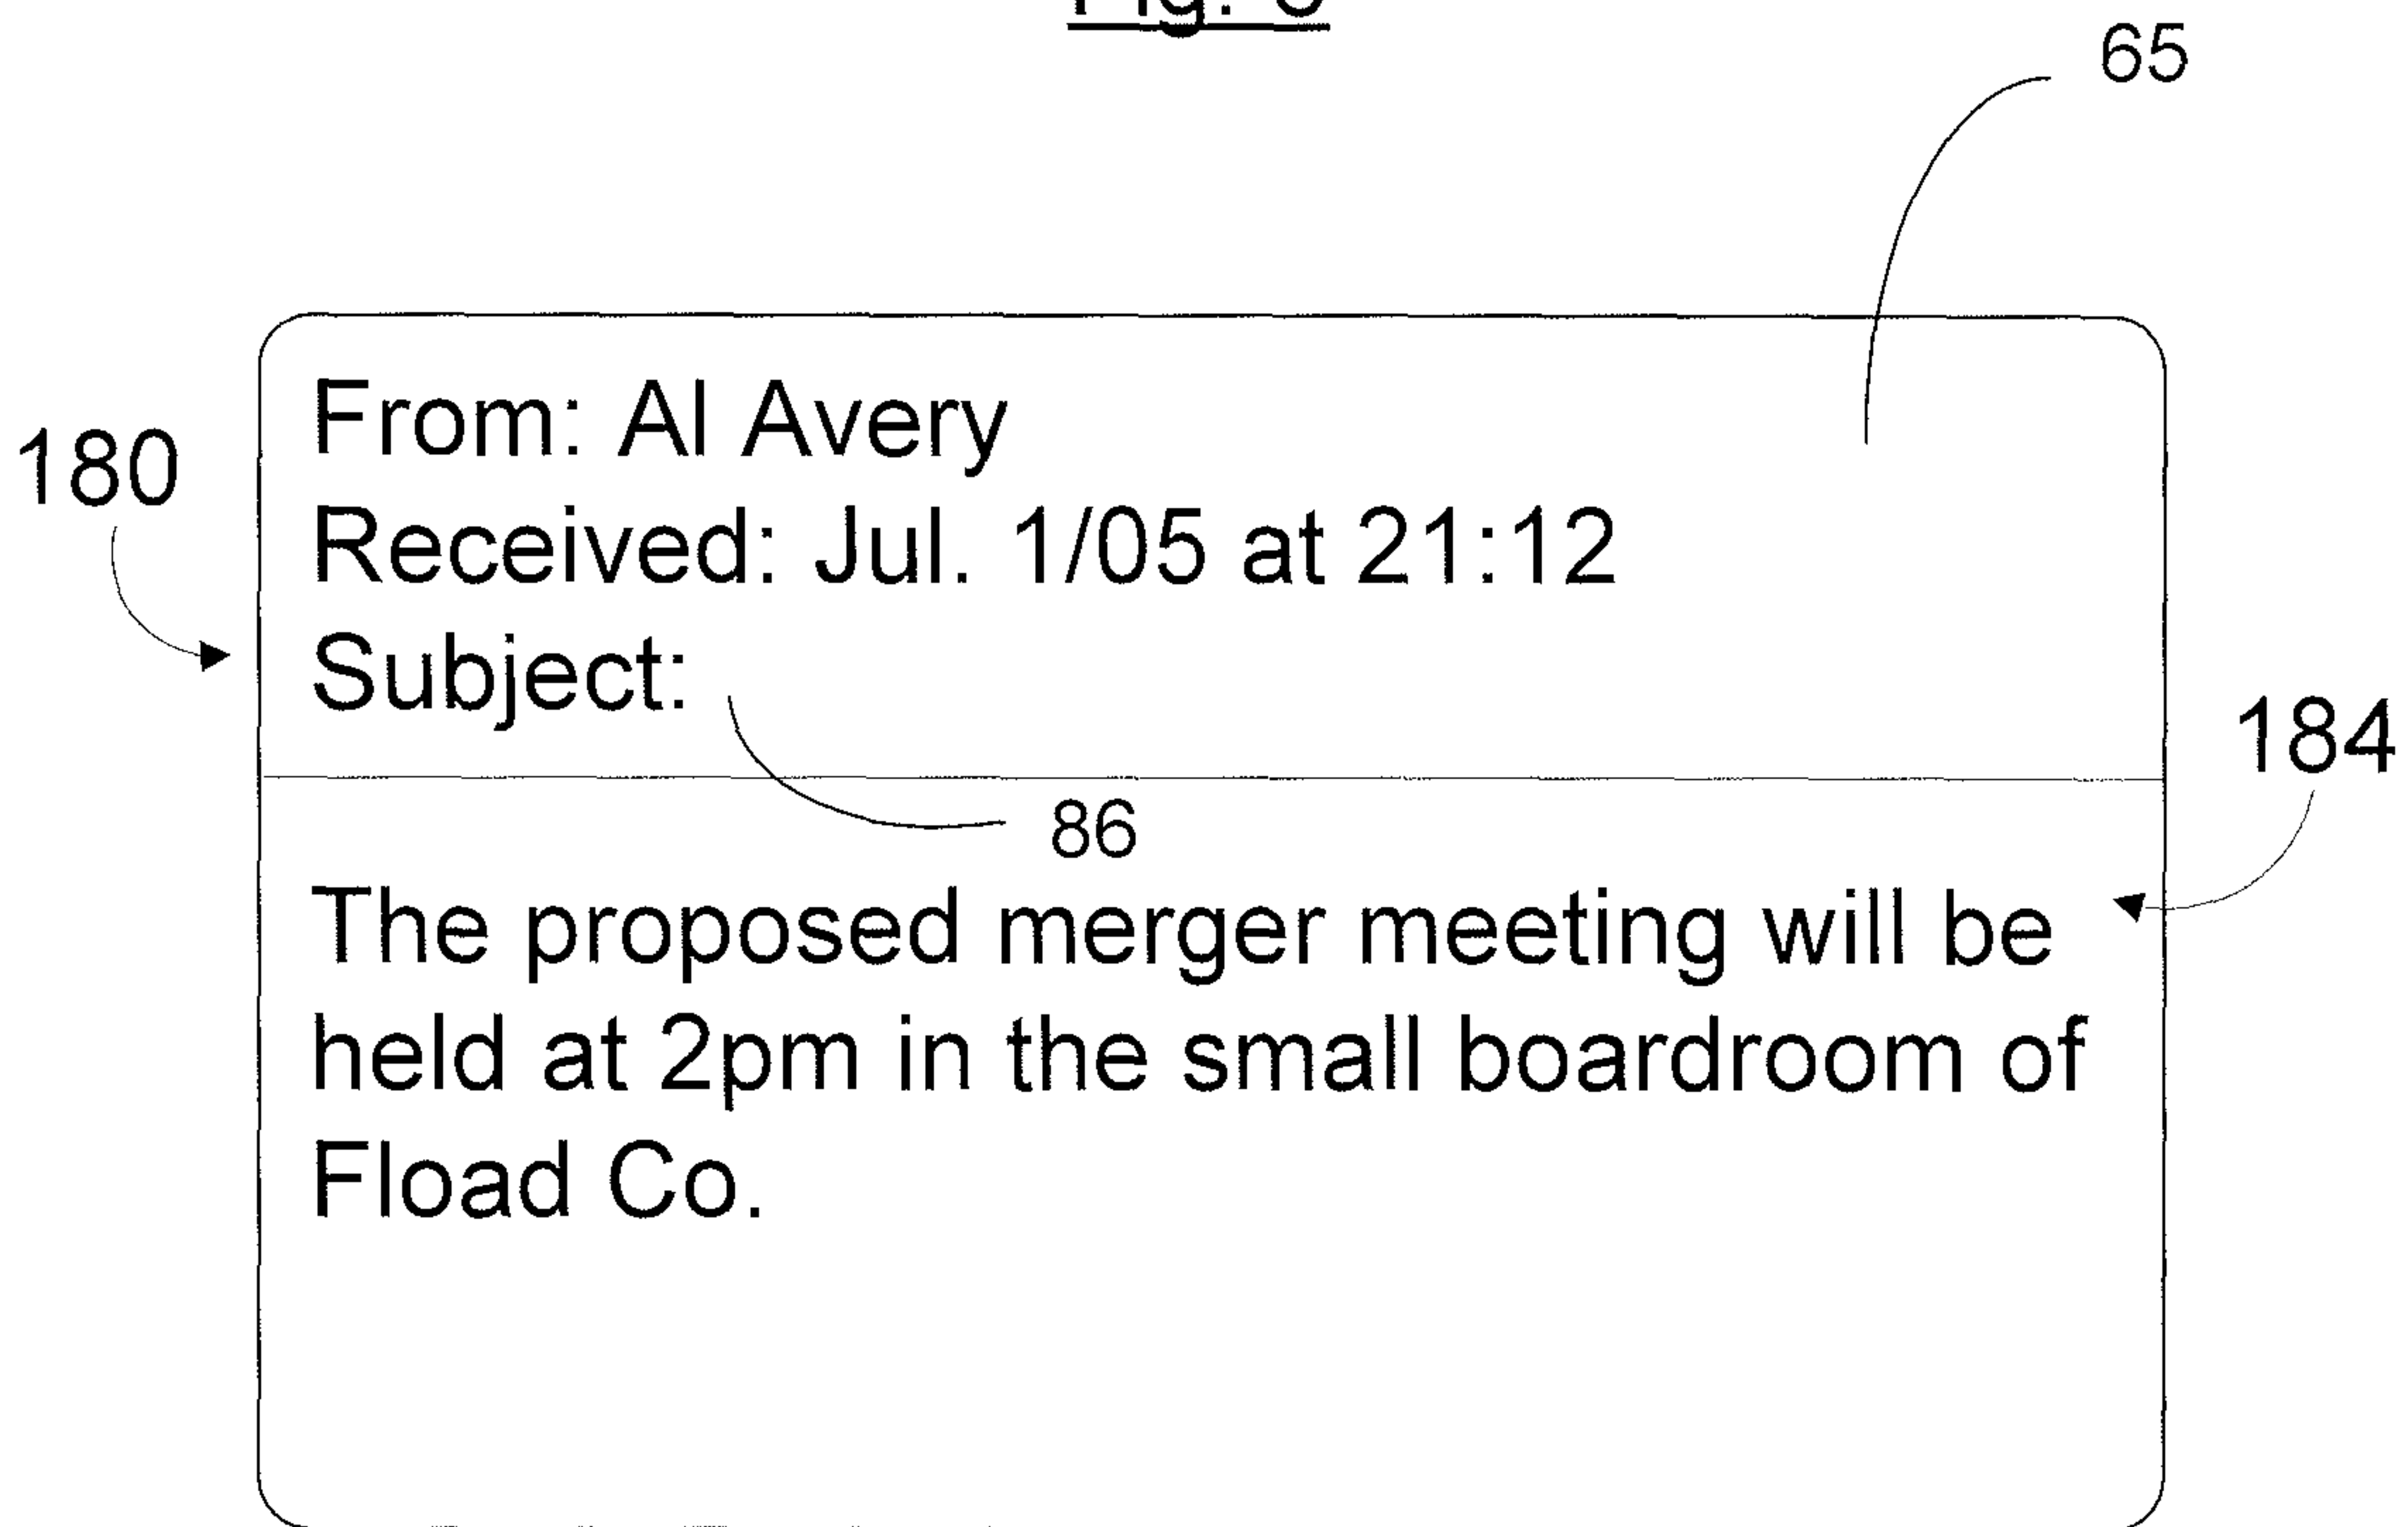 65
From: Al Avery
180
Received: Jul. 1/05 at 21:12
Subject:
184
86
The proposed merger meeting will be
held at 2pm in the small boardroom of
Fload Co.